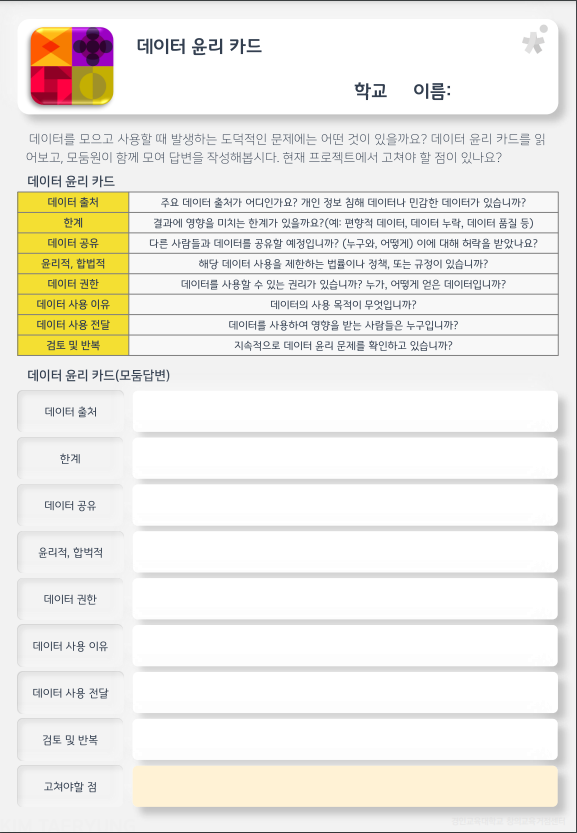 데이터 윤리 카드
학교 이름:
데이터를 모으고 사용할 때 발생하는 도덕적인 문제에는 어떤 것이 있을까요? 데이터 윤리 카드를 읽
어보고, 모둠원이 함께 모여 답변을 작성해봅시다. 현재 프로젝트에서 고쳐야 할 점이 있나요?
데이터 윤리 카드
데이터 출처 주요 데이터 출처가 어디인가요? 개인 정보 침해 데이터나 민감한 데이터가 있습니까?
한계 결과에 영향을 미치는 한계가 있을까요?(예: 편향적 데이터, 데이터 누락, 데이터 품질 등)
데이터 공유 다른 사람들과 데이터를 공유할 예정입니까? (누구와, 어떻게) 이에 대해 허락을 받았나요?
윤리적, 합법적 해당 데이터 사용을 제한하는 법률이나 정책, 또는 규정이 있습니까?
데이터 권한 데이터를 사용할 수 있는 권리가 있습니까? 누가, 어떻게 얻은 데이터입니까?
데이터 사용 이유 데이터의 사용 목적이 무엇입니까?
데이터 사용 전달 데이터를 사용하여 영향을 받는 사람들은 누구입니까?
검토 및 반복 지속적으로 데이터 윤리 문제를 확인하고 있습니까?
데이터 윤리 카드(모둠답변)
데이터 출처
한계
데이터 공유
윤리적, 합벅적
데이터 권한
데이터 사용 이유
데이터 사용 전달
검토 및 반복
고쳐야할 점